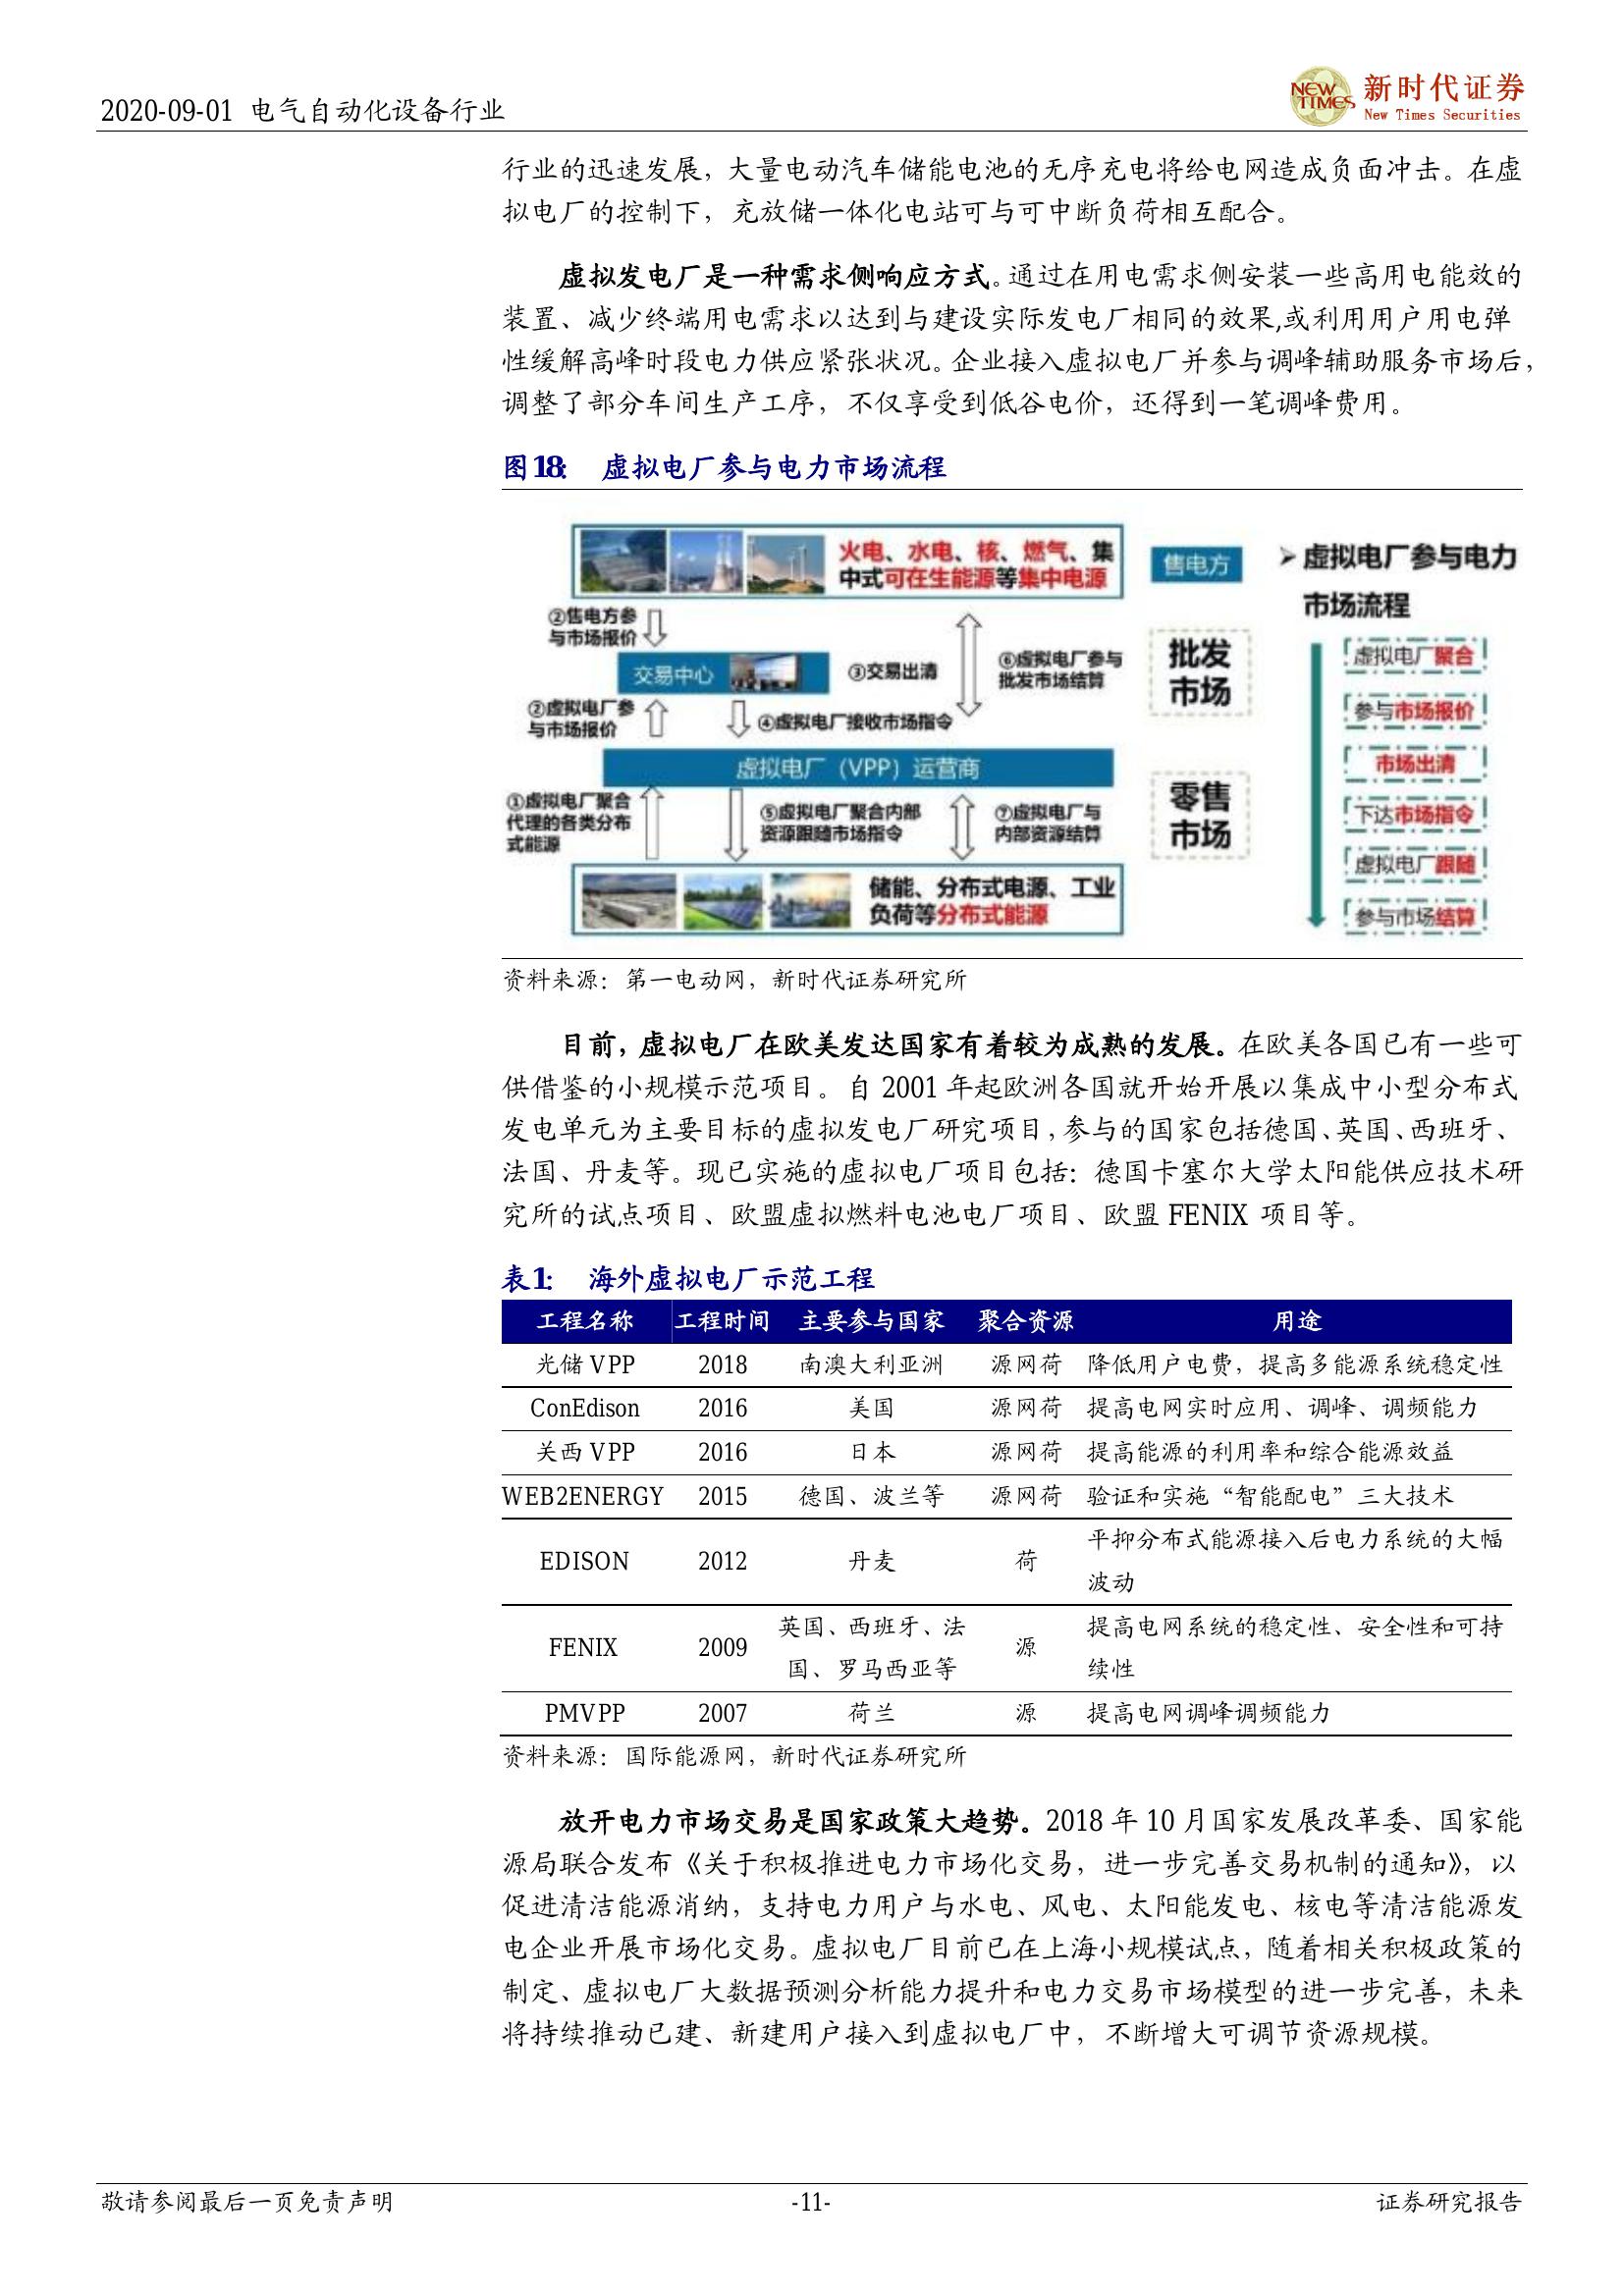 2020-09-01 电气自动化设备行业
NEW TIMES
新时代证券
New Times Securities
行业的迅速发展，大量电动汽车储能电池的无序充电将给电网造成负面冲击。在虚
拟电厂的控制下，充放储一体化电站可与可中断负荷相互配合。
虚拟发电厂是一种需求侧响应方式。通过在用电需求侧安装一些高用电能效的
装置、减少终端用电需求以达到与建设实际发电厂相同的效果,或利用用户用电弹
性缓解高峰时段电力供应紧张状况。企业接入虚拟电厂并参与调峰辅助服务市场后，
调整了部分车间生产工序，不仅享受到低谷电价，还得到一笔调峰费用。
图18： 虚拟电厂参与电力市场流程
火电、水电、核、燃气、集
中式可在生能源等集中电源
②售电方参
与市场报价
交易中心
③交易出清
⑥虚拟电厂参与
批发市场结算
②虚拟电厂参
与市场报价
④虚拟电厂接收市场指令
虚拟电厂（VPP）运营商
①虚拟电厂聚合
代理的各类分布
式能源
⑤虚拟电厂聚合内部
资源跟随市场指令
⑦虚拟电厂与
内部资源结算
储能、分布式电源、工业
负荷等分布式能源
售电方
批发
市场
零售
市场
➢虚拟电厂参与电力
市场流程
虚拟电厂聚合
参与市场报价
市场出清
下达市场指令
虚拟电厂跟随
参与市场结算
资料来源：第一电动网，新时代证券研究所
目前，虚拟电厂在欧美发达国家有着较为成熟的发展。在欧美各国已有一些可
供借鉴的小规模示范项目。自 2001 年起欧洲各国就开始开展以集成中小型分布式
发电单元为主要目标的虚拟发电厂研究项目，参与的国家包括德国、英国、西班牙、
法国、丹麦等。现已实施的虚拟电厂项目包括：德国卡塞尔大学太阳能供应技术研
究所的试点项目、欧盟虚拟燃料电池电厂项目、欧盟 FENIX 项目等。
表1： 海外虚拟电厂示范工程
工程名称 工程时间 主要参与国家 聚合资源 用途
光储 VPP 2018 南澳大利亚洲 源网荷 降低用户电费，提高多能源系统稳定性
ConEdison 2016 美国 源网荷 提高电网实时应用、调峰、调频能力
关西 VPP 2016 日本 源网荷 提高能源的利用率和综合能源效益
WEB2ENERGY 2015 德国、波兰等 源网荷 验证和实施“智能配电”三大技术
EDISON 2012 丹麦 荷 平抑分布式能源接入后电力系统的大幅
波动
FENIX 2009 英国、西班牙、法 源 提高电网系统的稳定性、安全性和可持
国、罗马西亚等 续性
PMVPP 2007 荷兰 源 提高电网调峰调频能力
资料来源：国际能源网，新时代证券研究所
放开电力市场交易是国家政策大趋势。2018 年 10 月国家发展改革委、国家能
源局联合发布《关于积极推进电力市场化交易，进一步完善交易机制的通知》，以
促进清洁能源消纳，支持电力用户与水电、风电、太阳能发电、核电等清洁能源发
电企业开展市场化交易。虚拟电厂目前已在上海小规模试点，随着相关积极政策的
制定、虚拟电厂大数据预测分析能力提升和电力交易市场模型的进一步完善，未来
将持续推动已建、新建用户接入到虚拟电厂中，不断增大可调节资源规模。
敬请参阅最后一页免责声明
-11-
证券研究报告